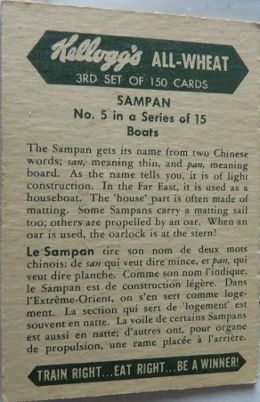 Kellogg's ALL-WHEAT
3RD SET OF 150 CARDS
SAMPAN
No. 5 in a Series of 15
Boats
The Sampan gets its name from two Chinese
words; san, meaning thin, and pan, meaning
board. As the name tells you, it is of light
construction. In the Far East, it is used as a
houseboat. The 'house' part is often made of
matting. Some Sampans carry a matting sail
too; others are propelled by an oar. When an
oar is used, the oarlock is at the stern!
Le Sampan tire son nom de deux mots
chinois: de san qui veut dire mince, et pan, qui
veut dire planche. Comme son nom l'indique,
le Sampan est de construction légère. Dans
l'Extrême-Orient, on s'en sert comme loge-
ment. La section qui sert de 'logement' est
souvent en natte. La voile de certains Sampans
est aussi en natte; d'autres ont, pour organe
de propulsion, une rame placée à l'arrière.
TRAIN RIGHT...EAT RIGHT...BE A WINNER!